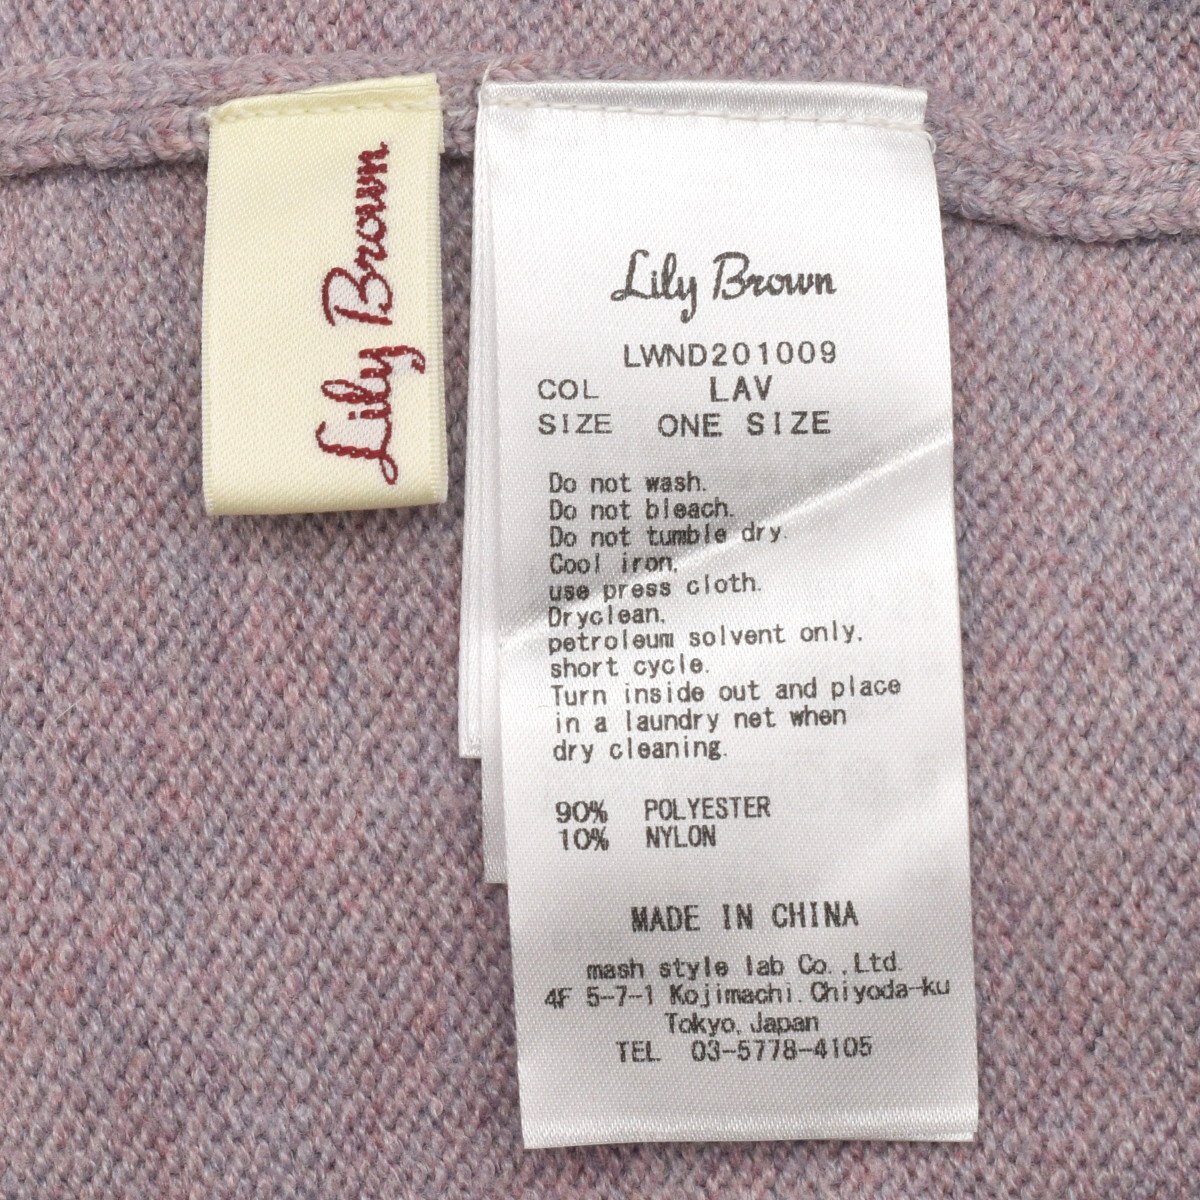 Lily Brown
Lily Brown
LWND201009
COL LAV
SIZE ONE SIZE
Do not wash.
Do not bleach.
Do not tumble dry.
Cool iron.
use press cloth.
Dryclean.
petroleum solvent only.
short cycle.
Turn inside out and place
in a laundry net when
dry cleaning.
90% POLYESTER
10% NYLON
MADE IN CHINA
mash style lab Co.,Ltd.
4F 5-7-1 Kojimachi. Chiyoda-ku
Tokyo, Japan
TEL 03-5778-4105